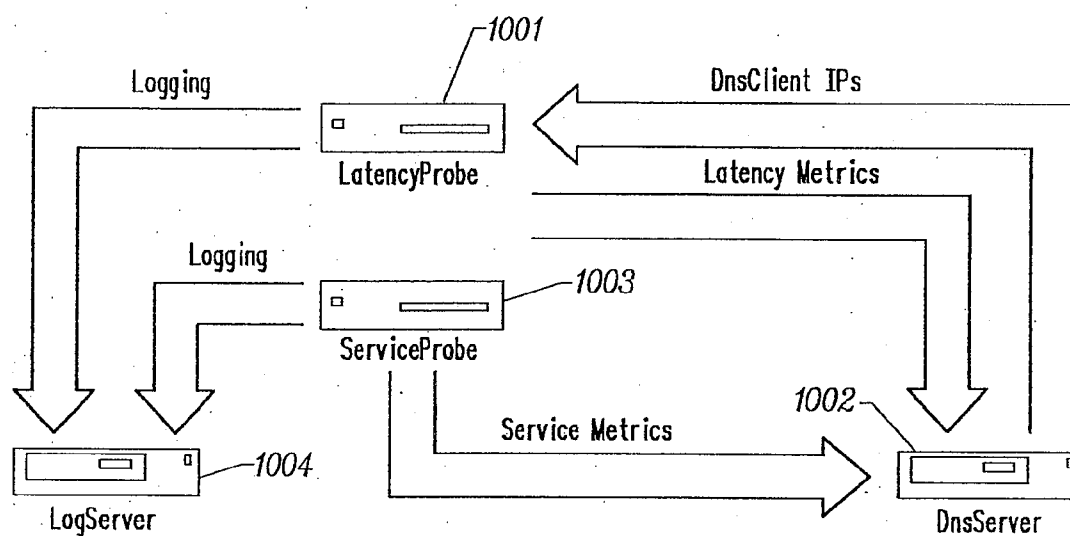 1001
Logging
DnsClient IPs
LatencyProbe
Latency Metrics
Logging
1003
ServiceProbe
1002
Service Metrics
1004
LogServer
DnsServer